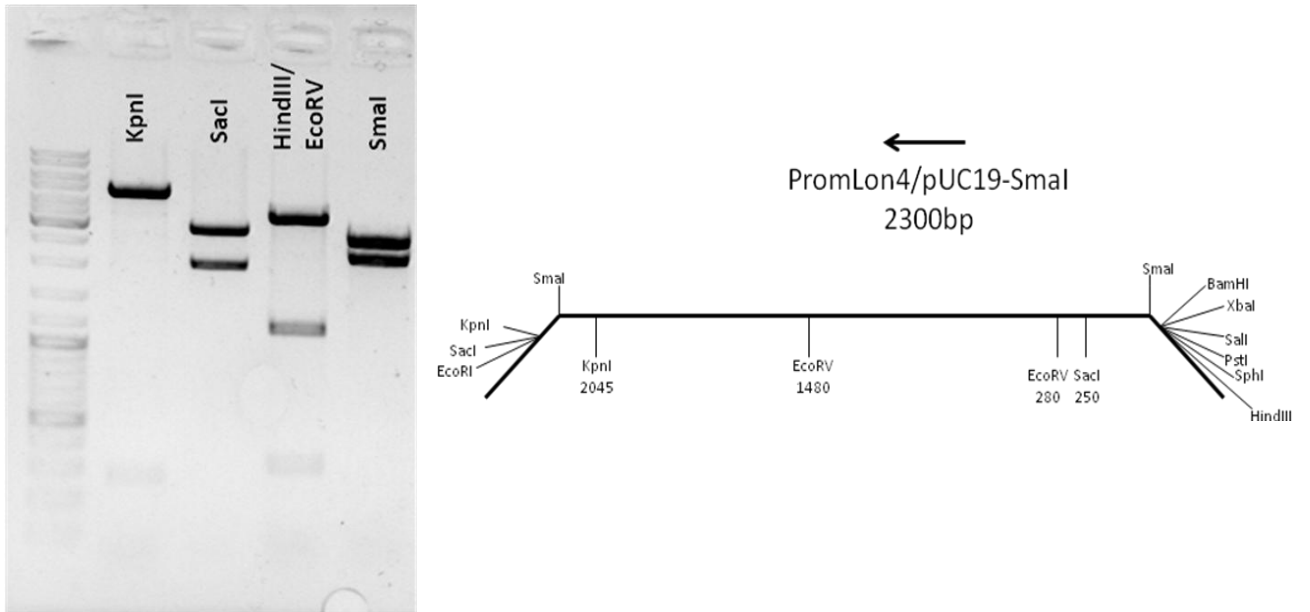 KpnI
SacI
HindIII/
EcoRV
SmaI
PromLon4/pUC19-SmaI
2300bp
SmaI
SmaI
BamHI
XbaI
SalI
PstI
SphI
HindIII
KpnI
SacI
EcoRI
KpnI
2045
EcoRV
1480
EcoRV
280
SacI
250